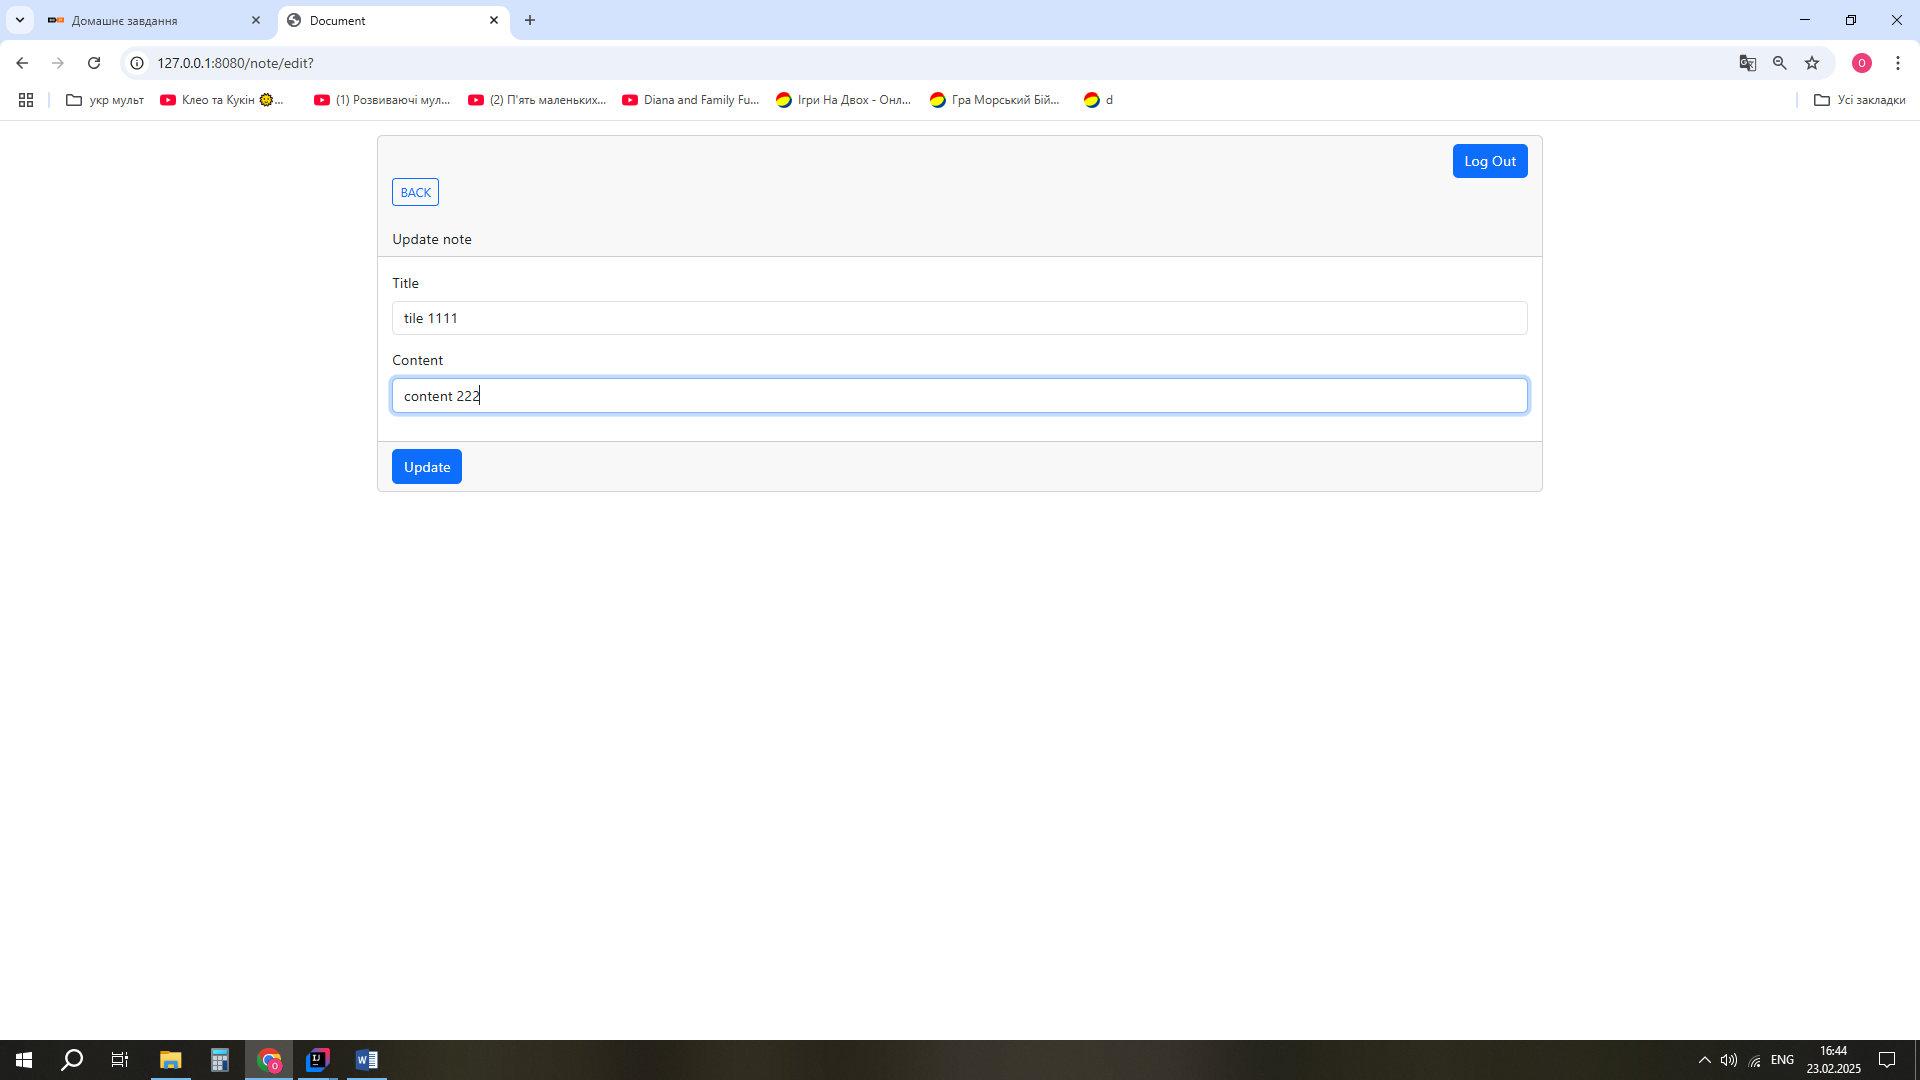 Домашнє завдання
Document
127.0.0.1:8080/note/edit?
O
укр мульт
Клео та Кукін 🌞...
(1) Розвиваючі мул...
(2) П'ять маленьких...
Diana and Family Fu...
Ігри На Двох - Онл...
Гра Морський Бій...
d
Усі закладки
Log Out
BACK
Update note
Title
tile 1111
Content
content 222
Update
ENG
16:44
23.02.2025